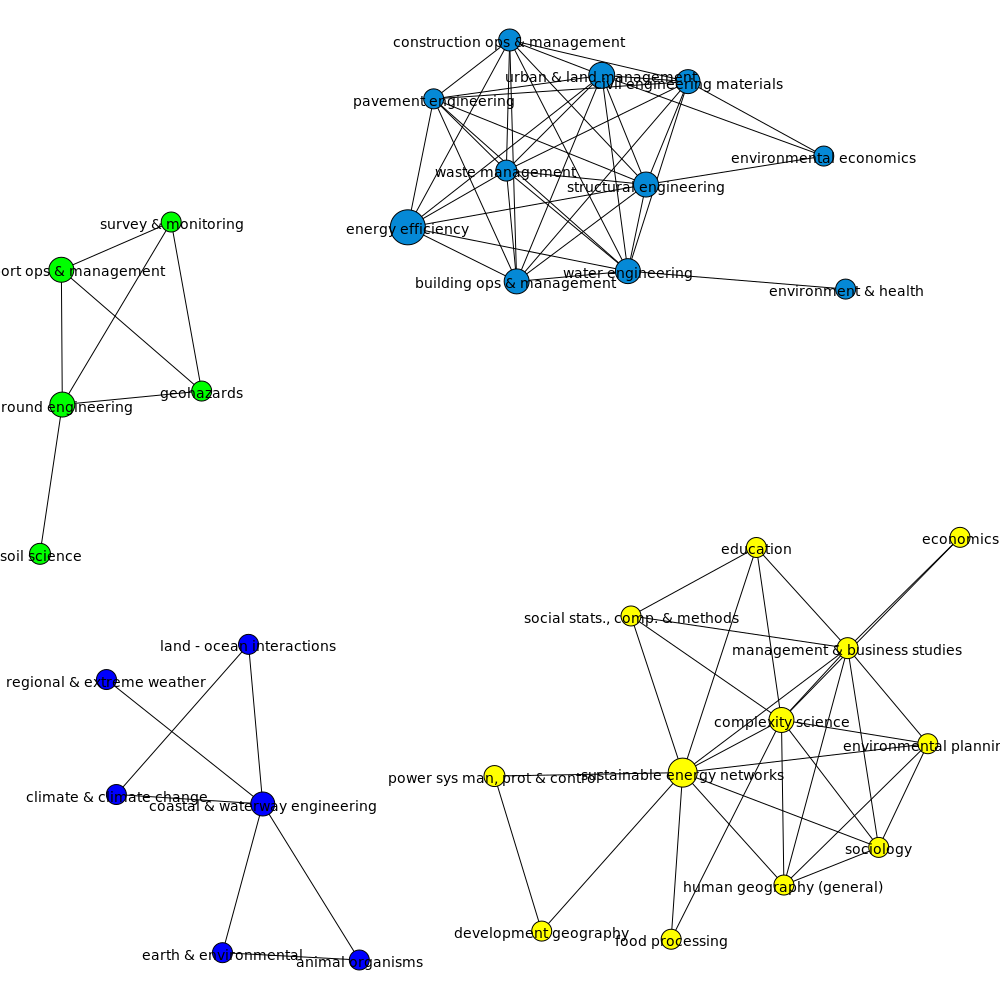 construction ops & management
urban & land management
civil engineering materials
pavement engineering
environmental economics
waste management
structural engineering
survey & monitoring
energy efficiency
ort ops & management
water engineering
building ops & management
environment & health
geohazards
round engineering
economics
education
soil science
social stats., comp. & methods
land - ocean interactions
management & business studies
regional & extreme weather
complexity science
environmental plannin
sustainable energy networks
power sys man, prot & control
climate & climate change
coastal & waterway engineering
sociology
human geography (general)
development geography
food processing
earth & environmental
animal organisms